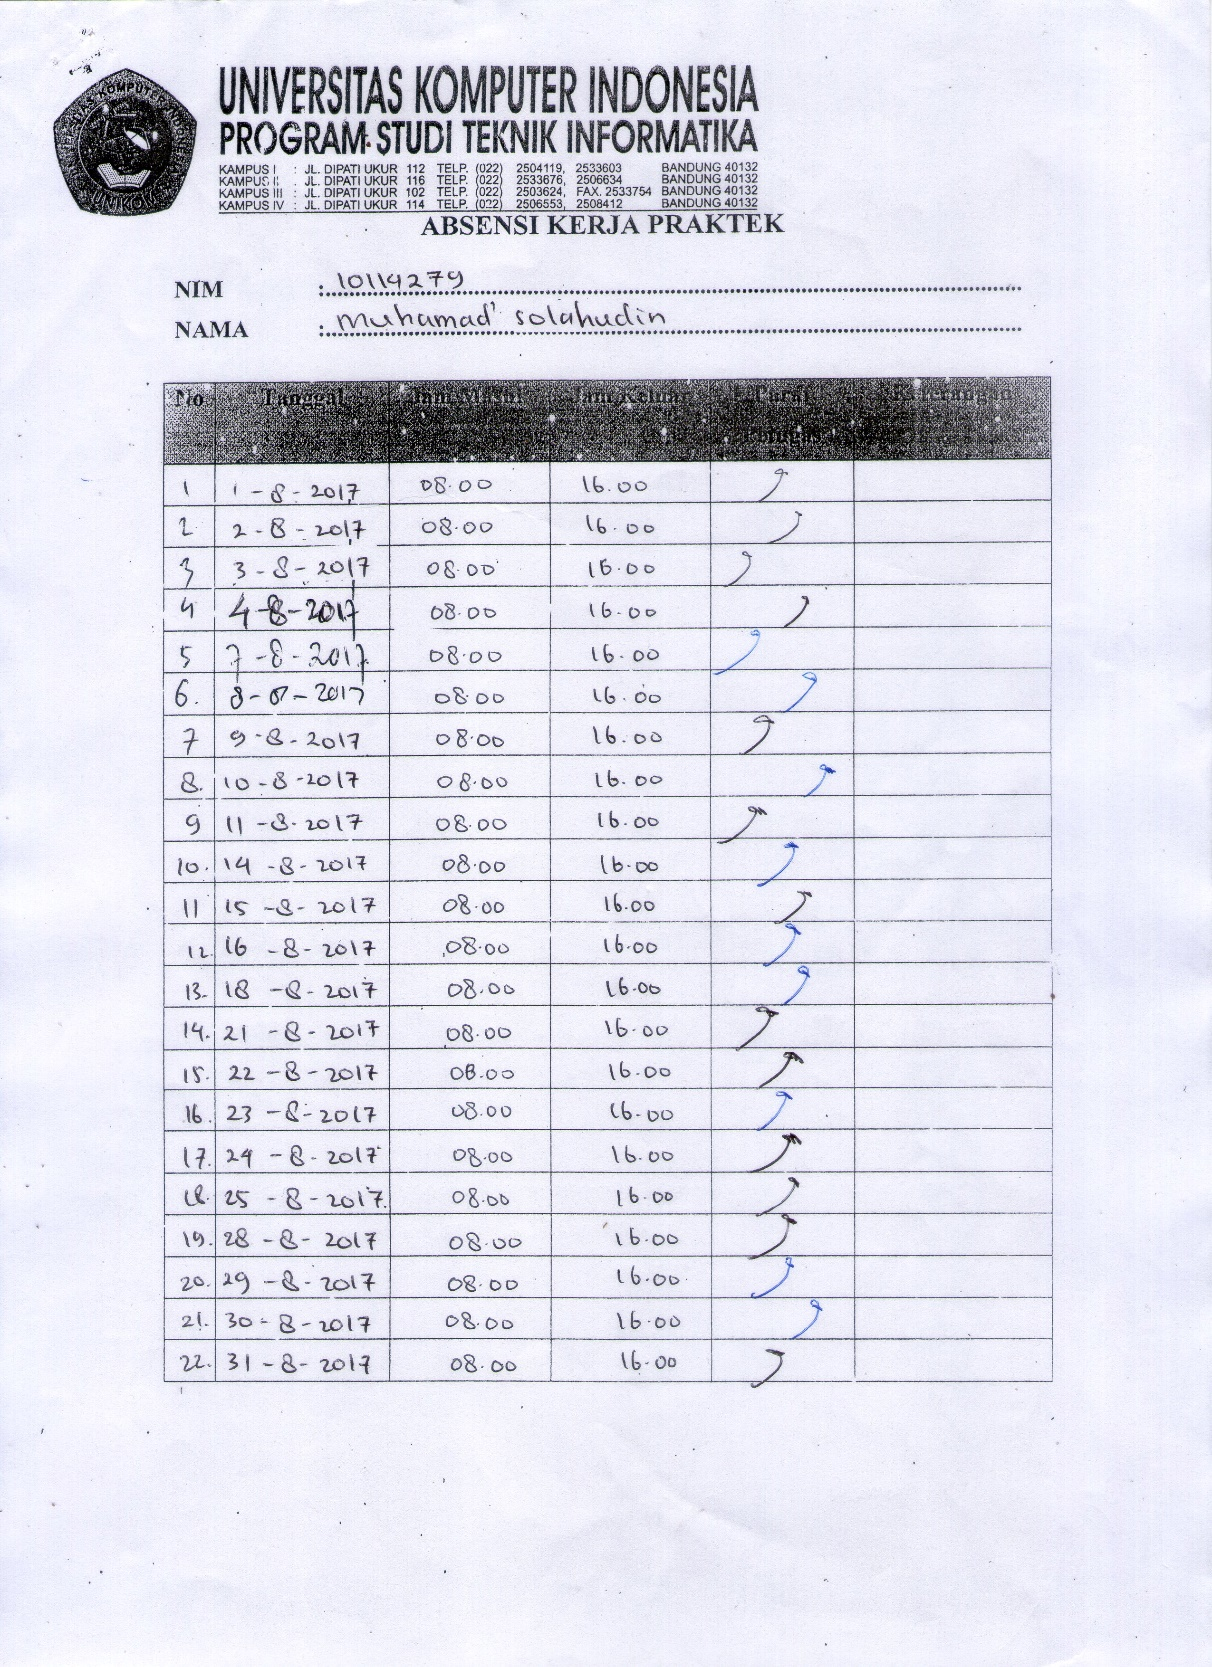 UNIVERSITAS KOMPUTER INDONESIA
PROGRAM STUDI TEKNIK INFORMATIKA
KAMPUS I : JL. DIPATI UKUR 112 TELP. (022) 2504119, 2533603 BANDUNG 40132
KAMPUS II : JL. DIPATI UKUR 116 TELP. (022) 2533676, 2506634 BANDUNG 40132
KAMPUS III : JL. DIPATI UKUR 102 TELP. (022) 2503624, FAX. 2533754 BANDUNG 40132
KAMPUS IV : JL. DIPATI UKUR 114 TELP. (022) 2506553, 2508412 BANDUNG 40132
UNIKOM
ABSENSI KERJA PRAKTEK
NIM : 10114279
NAMA : Muhamad solahudin
No Tanggal Jam Masuk Jam Keluar Paraf Petugas Keterangan
1 1-8-2017 08.00 16.00
2 2-8-2017 08.00 16.00
3 3-8-2017 08.00 16.00
4 4-8-2017 08.00 16.00
5 7-8-2017 08.00 16.00
6. 8-8-2017 08.00 16.00
7 9-8-2017 08.00 16.00
8. 10-8-2017 08.00 16.00
9 11-8-2017 08.00 16.00
10. 14-8-2017 08.00 16.00
11 15-8-2017 08.00 16.00
12. 16-8-2017 08.00 16.00
13. 18-8-2017 08.00 16.00
14. 21-8-2017 08.00 16.00
15. 22-8-2017 08.00 16.00
16. 23-8-2017 08.00 16.00
17. 24-8-2017 08.00 16.00
18. 25-8-2017 08.00 16.00
19. 28-8-2017 08.00 16.00
20. 29-8-2017 08.00 16.00
21. 30-8-2017 08.00 16.00
22. 31-8-2017 08.00 16.00